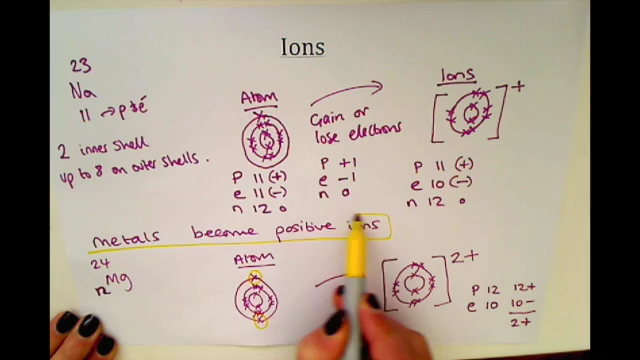 Ions
23
Na
11 → p + é
2 inner shell
up to 8 on outer shells.
Atom
p 11 (+)
e 11 (-)
n 12 0
Gain or
lose electrons
p +1
e -1
n 0
Ions
+
p 11 (+)
e 10 (-)
n 12 0
metals become positive ions
24
Mg
12
Atom
2+
p 12 12+
e 10 10-
2+